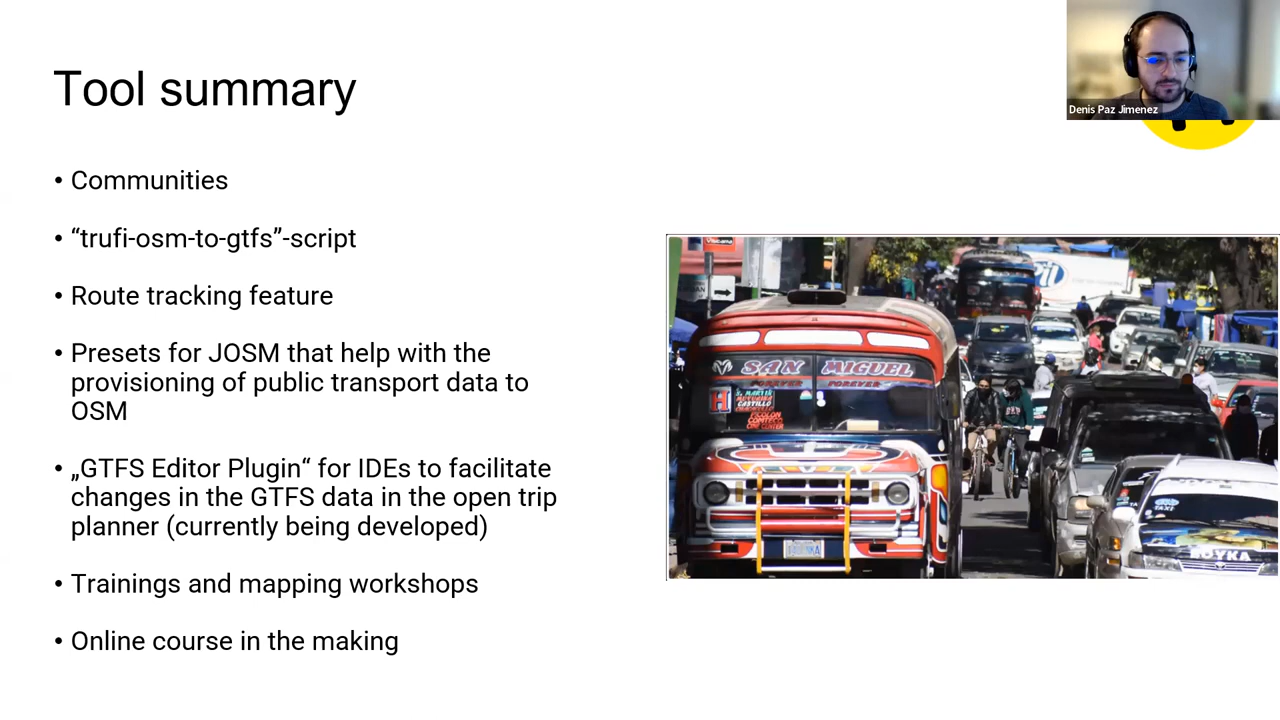 Denis Paz Jimenez
Tool summary
• Communities
• “trufi-osm-to-gtfs”-script
• Route tracking feature
• Presets for JOSM that help with the
provisioning of public transport data to
OSM
• „GTFS Editor Plugin“ for IDEs to facilitate
changes in the GTFS data in the open trip
planner (currently being developed)
• Trainings and mapping workshops
• Online course in the making
Pil
SAN MIGUEL
FOREVER FOREVER
H
CASTILLO
COMTECO
TAXI